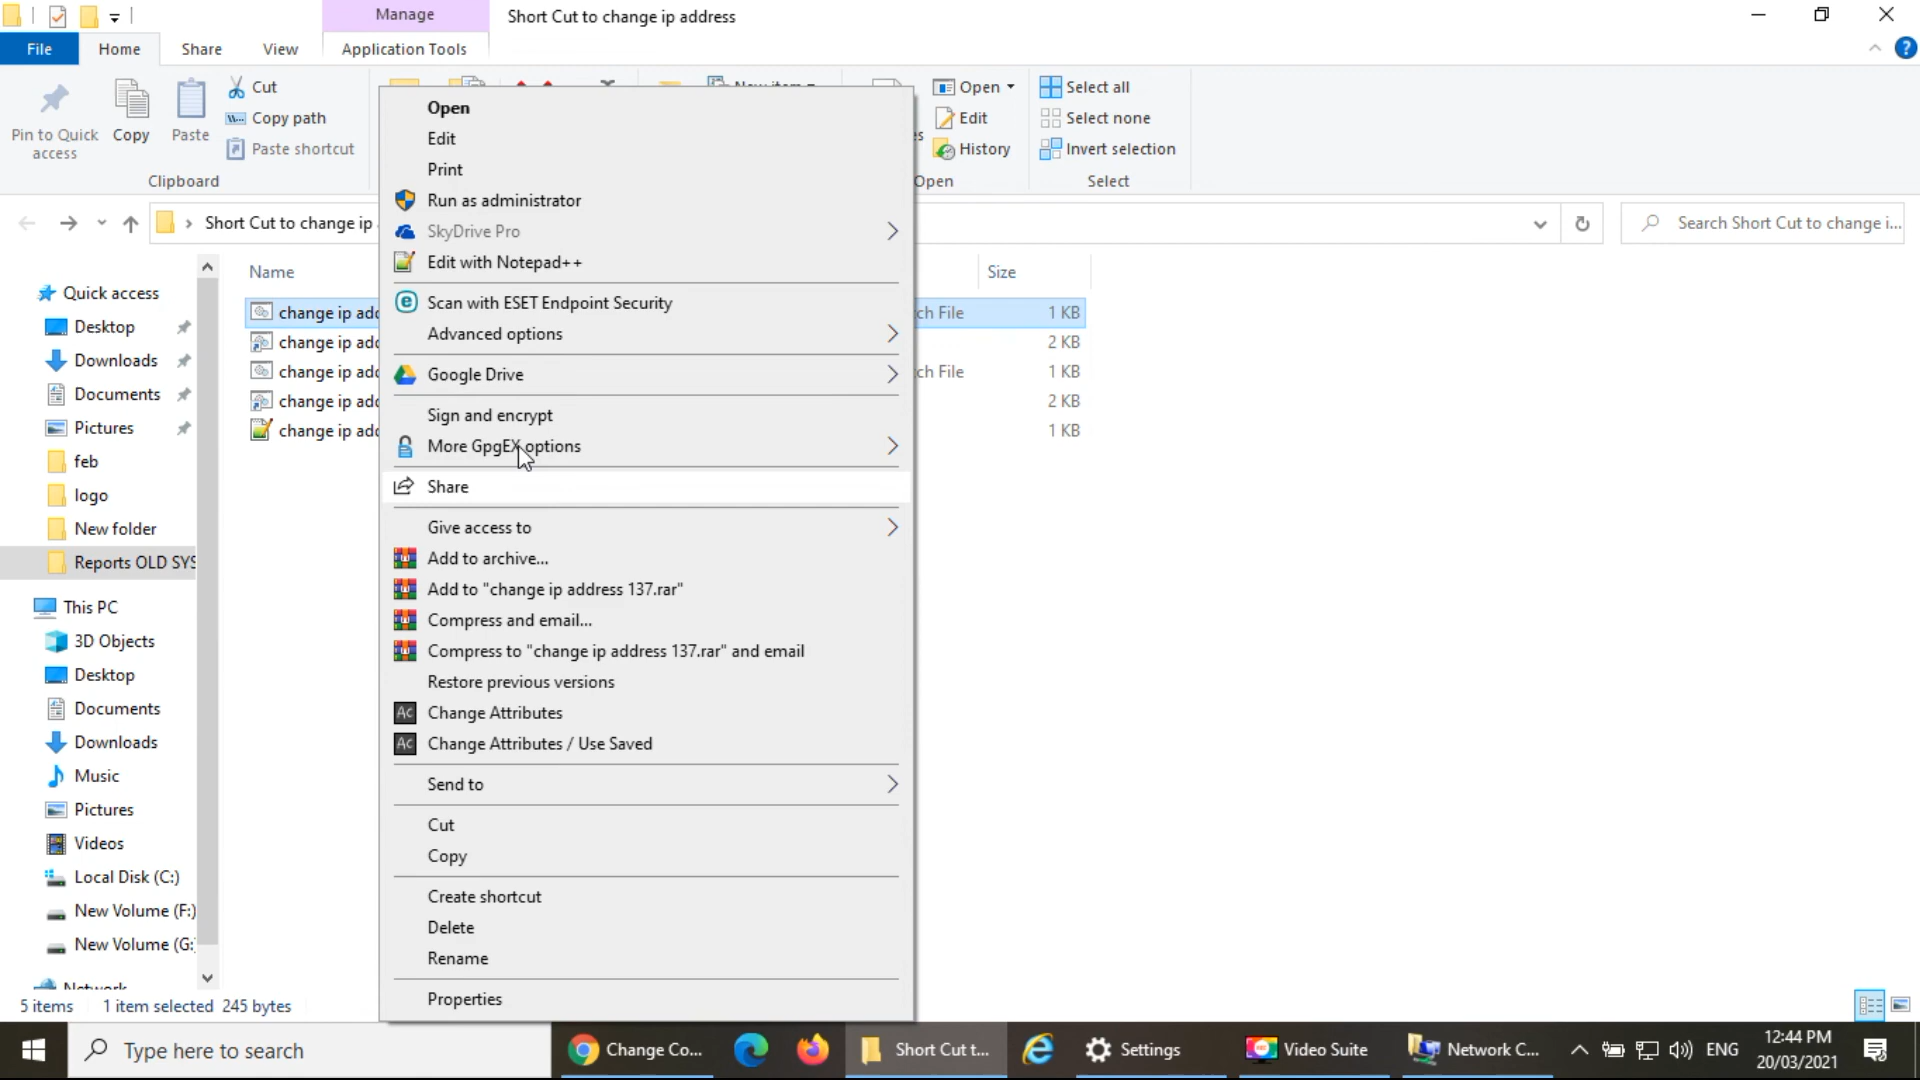 Manage
Short Cut to change ip address
File
Home
Share
View
Application Tools
Pin to Quick access
Copy
Paste
Cut
Copy path
Paste shortcut
Clipboard
Open
Edit
History
Open
Select all
Select none
Invert selection
Select
Short Cut to change ip
Search Short Cut to change i...
Quick access
Desktop
Downloads
Documents
Pictures
feb
logo
New folder
Reports OLD SYS
This PC
3D Objects
Desktop
Documents
Downloads
Music
Pictures
Videos
Local Disk (C:)
New Volume (F:)
New Volume (G:
Network
Name
Size
change ip add
ch File
1 KB
change ip add
2 KB
change ip add
ch File
1 KB
change ip add
2 KB
change ip add
1 KB
Open
Edit
Print
Run as administrator
SkyDrive Pro
Edit with Notepad++
Scan with ESET Endpoint Security
Advanced options
Google Drive
Sign and encrypt
More GpgEX options
Share
Give access to
Add to archive...
Add to "change ip address 137.rar"
Compress and email...
Compress to "change ip address 137.rar" and email
Restore previous versions
Ac Change Attributes
Ac Change Attributes / Use Saved
Send to
Cut
Copy
Create shortcut
Delete
Rename
Properties
5 items
1 item selected 245 bytes
Type here to search
Change Co...
Short Cut t...
Settings
Video Suite
Network C...
ENG
12:44 PM
20/03/2021